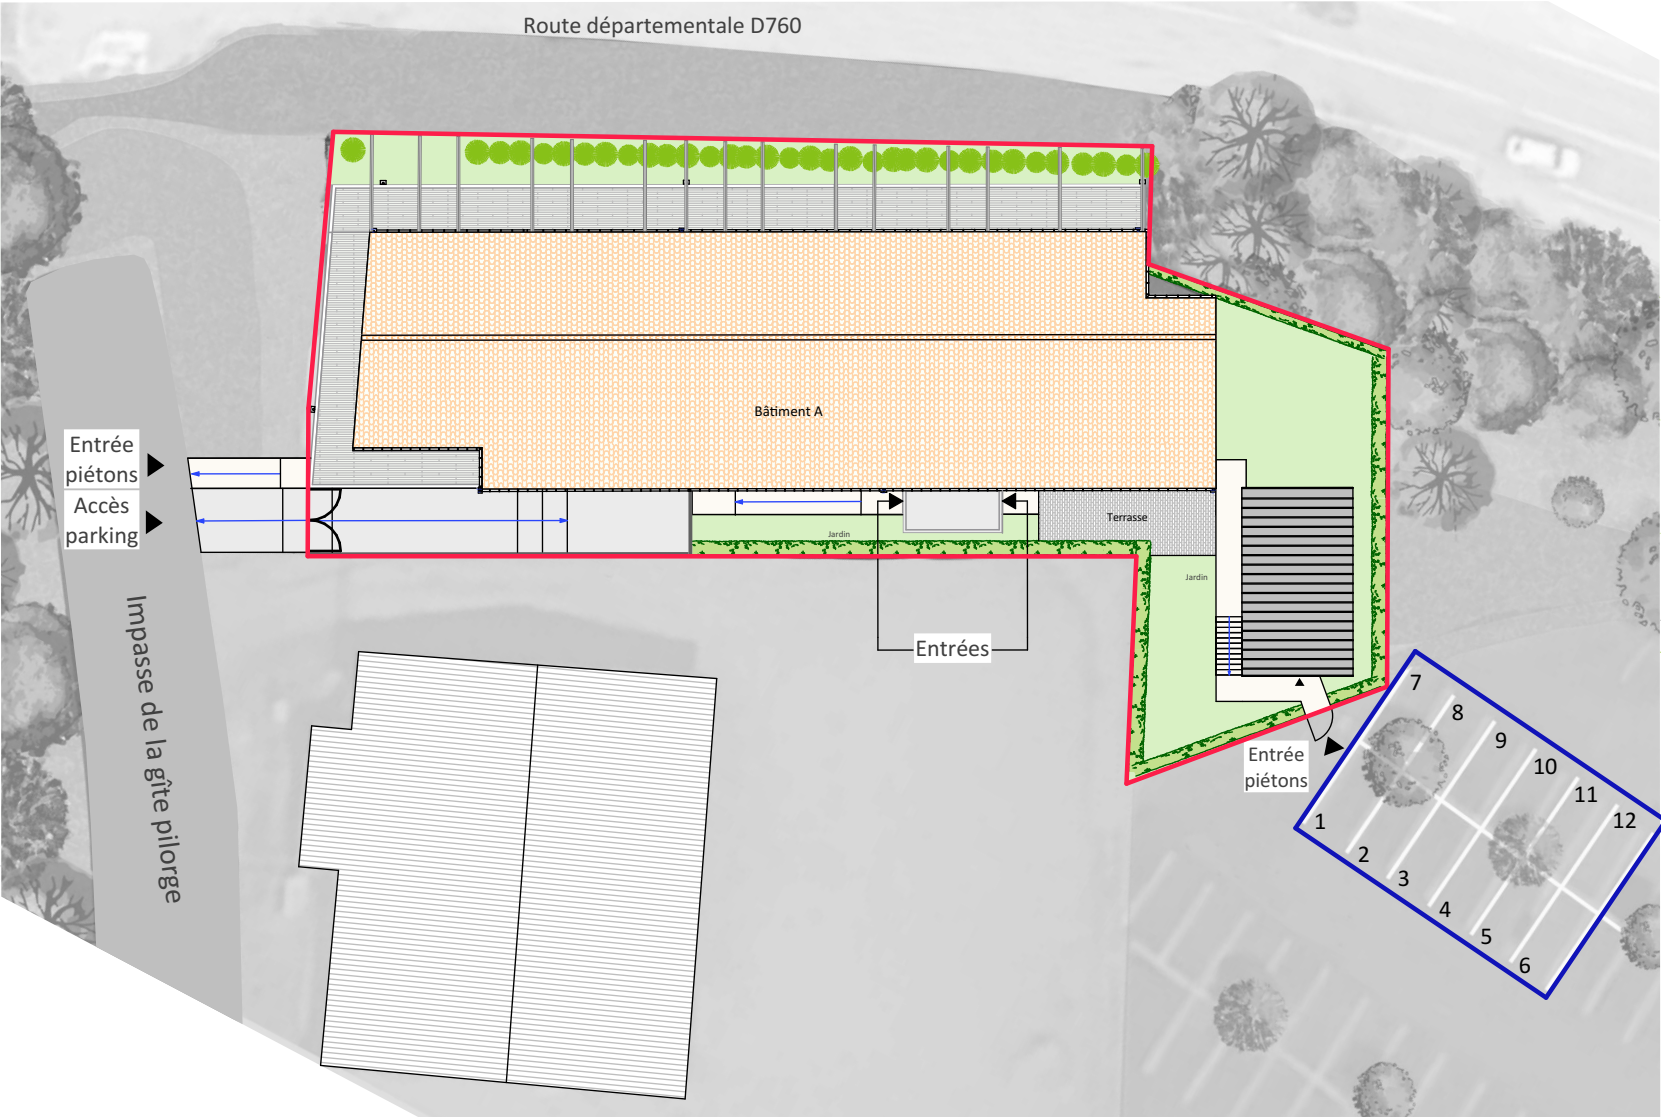 Route départementale D760
Bâtiment A
Entrée
piétons
Accès
parking
Terrasse
Jardin
Jardin
Entrées
Impasse de la gîte pilorge
Entrée
piétons
7
8
9
10
11
12
1
2
3
4
5
6